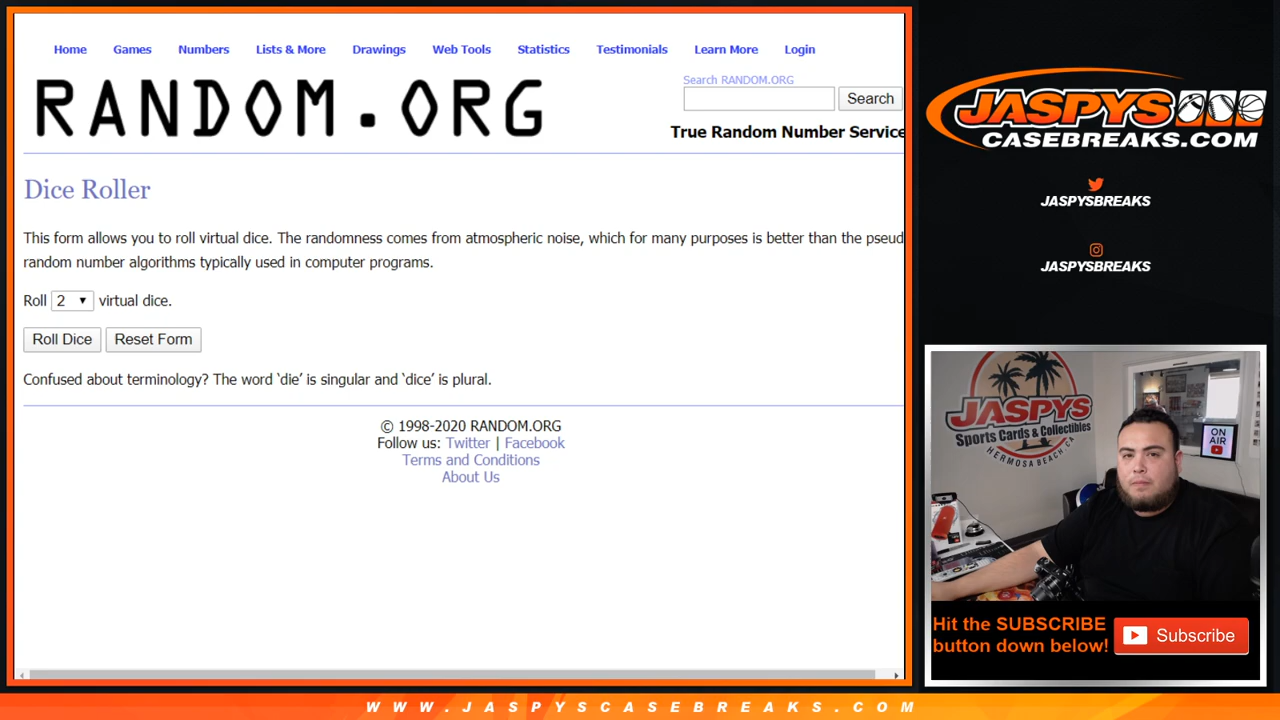 Home Games Numbers Lists & More Drawings Web Tools Statistics Testimonials Learn More Login
RANDOM.ORG
Search RANDOM.ORG
Search
True Random Number Service
Dice Roller
This form allows you to roll virtual dice. The randomness comes from atmospheric noise, which for many purposes is better than the pseud
random number algorithms typically used in computer programs.
Roll 2 virtual dice.
Roll Dice Reset Form
Confused about terminology? The word ‘die’ is singular and ‘dice’ is plural.
© 1998-2020 RANDOM.ORG
Follow us: Twitter | Facebook
Terms and Conditions
About Us
JASPYS
CASEBREAKS.COM
JASPYSBREAKS
JASPYSBREAKS
JASPYS
Sports Cards & Collectibles
HERMOSA BEACH, CA
ON
AIR
Hit the SUBSCRIBE
button down below!
Subscribe
WWW.JASPYSCASEBREAKS.COM